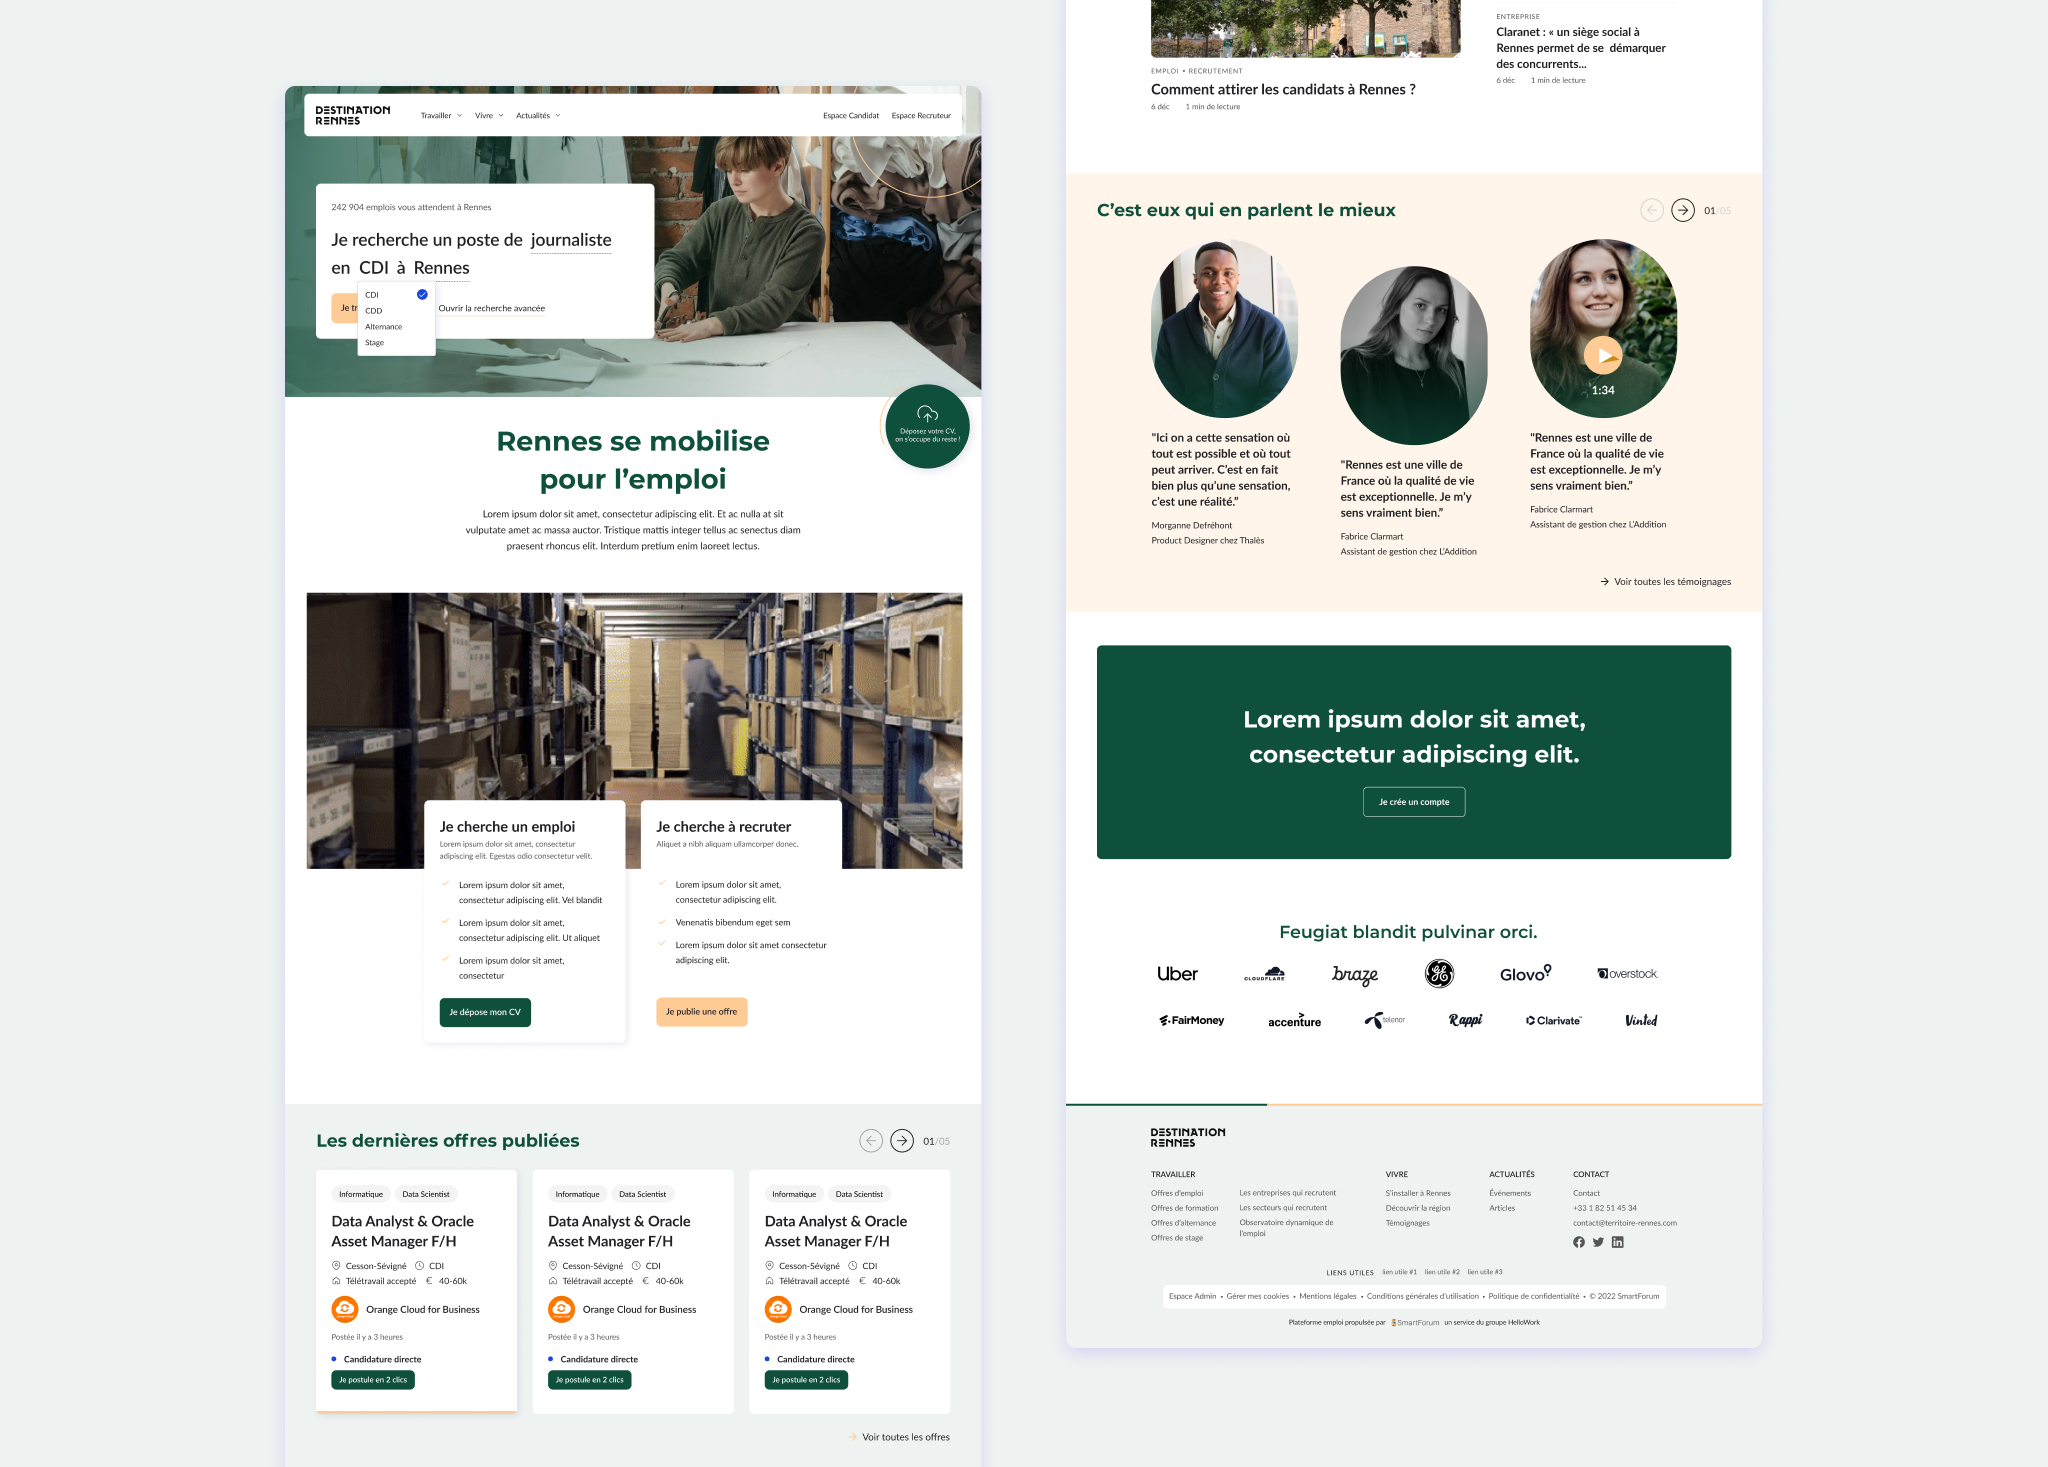 DESTINATION
RENNES
Travailler
Vivre
Actualités
Espace Candidat
Espace Recruteur
242 904 emplois vous attendent à Rennes
Je recherche un poste de journaliste
en CDI à Rennes
Je tr
Ouvrir la recherche avancée
CDI
CDD
Alternance
Stage
Déposez votre CV,
on s'occupe du reste !
Rennes se mobilise
pour l'emploi
Lorem ipsum dolor sit amet, consectetur adipiscing elit. Et ac nulla at sit
vulputate amet ac massa auctor. Tristique mattis integer tellus ac senectus diam
praesent rhoncus elit. Interdum pretium enim laoreet lectus.
Je cherche un emploi
Lorem ipsum dolor sit amet, consectetur
adipiscing elit. Egestas odio consectetur velit.
Lorem ipsum dolor sit amet,
consectetur adipiscing elit. Vel blandit
Lorem ipsum dolor sit amet,
consectetur adipiscing elit. Ut aliquet
Lorem ipsum dolor sit amet,
consectetur
Je dépose mon CV
Je cherche à recruter
Aliquet a nibh aliquam ullamcorper donec.
Lorem ipsum dolor sit amet,
consectetur adipiscing elit.
Venenatis bibendum eget sem
Lorem ipsum dolor sit amet consectetur
adipiscing elit.
Je publie une offre
Les dernières offres publiées
01/05
Informatique
Data Scientist
Data Analyst & Oracle
Asset Manager F/H
Cesson-Sévigné
CDI
Télétravail accepté
€ 40-60k
Orange Cloud for Business
Postée il y a 3 heures
Candidature directe
Je postule en 2 clics
Informatique
Data Scientist
Data Analyst & Oracle
Asset Manager F/H
Cesson-Sévigné
CDI
Télétravail accepté
€ 40-60k
Orange Cloud for Business
Postée il y a 3 heures
Candidature directe
Je postule en 2 clics
Informatique
Data Scientist
Data Analyst & Oracle
Asset Manager F/H
Cesson-Sévigné
CDI
Télétravail accepté
€ 40-60k
Orange Cloud for Business
Postée il y a 3 heures
Candidature directe
Je postule en 2 clics
Voir toutes les offres
EMPLOI • RECRUTEMENT
Comment attirer les candidats à Rennes ?
6 déc
1 min de lecture
ENTREPRISE
Claranet : « un siège social à
Rennes permet de se démarquer
des concurrents...
6 déc
1 min de lecture
C'est eux qui en parlent le mieux
01/05
"Ici on a cette sensation où
tout est possible et où tout
peut arriver. C'est en fait
bien plus qu'une sensation,
c'est une réalité."
Morganne Defréhont
Product Designer chez Thalès
"Rennes est une ville de
France où la qualité de vie
est exceptionnelle. Je m'y
sens vraiment bien."
Fabrice Clarmart
Assistant de gestion chez L'Addition
1:34
"Rennes est une ville de
France où la qualité de vie
est exceptionnelle. Je m'y
sens vraiment bien."
Fabrice Clarmart
Assistant de gestion chez L'Addition
Voir toutes les témoignages
Lorem ipsum dolor sit amet,
consectetur adipiscing elit.
Je crée un compte
Feugiat blandit pulvinar orci.
Uber
CLOUDFLARE
braze
GE
Glovo
overstock.
FairMoney
accenture
telenor
Rappi
Clarivate™
Vinted
DESTINATION
RENNES
TRAVAILLER
Offres d'emploi
Offres de formation
Offres d'alternance
Offres de stage
Les entreprises qui recrutent
Les secteurs qui recrutent
Observatoire dynamique de
l'emploi
VIVRE
S'installer à Rennes
Découvrir la région
Témoignages
ACTUALITÉS
Événements
Articles
CONTACT
Contact
+33 1 82 51 45 34
contact@territoire-rennes.com
LIENS UTILES
lien utile #1
lien utile #2
lien utile #3
Espace Admin • Gérer mes cookies • Mentions légales • Conditions générales d'utilisation • Politique de confidentialité • © 2022 SmartForum
Plateforme emploi propulsée par SmartForum un service du groupe HelloWork